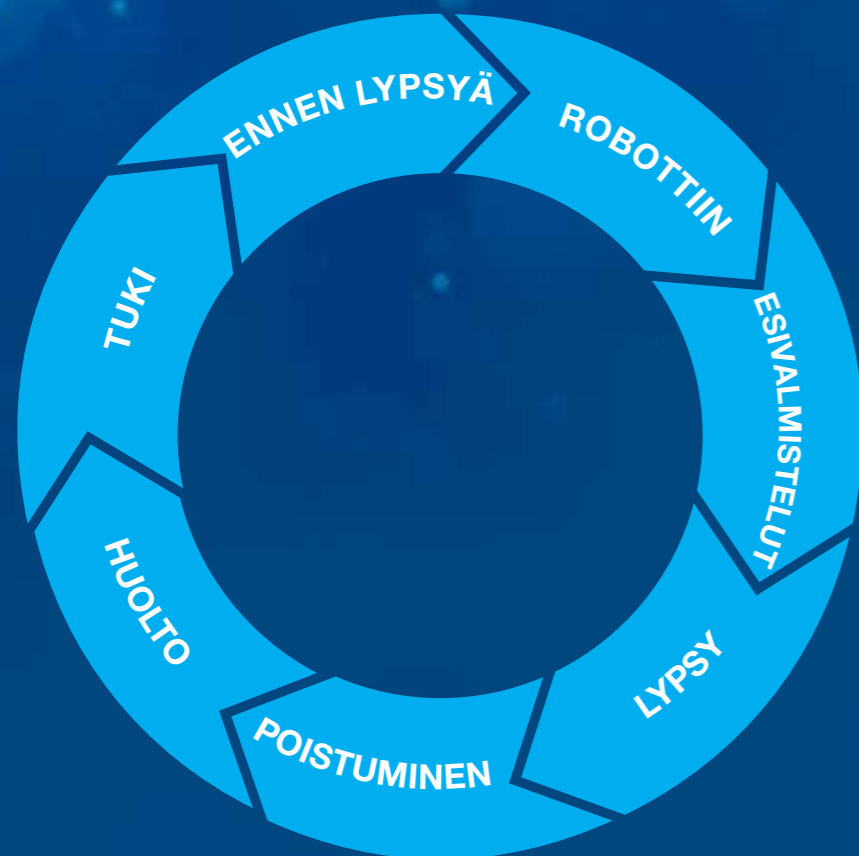 ENNEN LYPSYÄ
ROBOTTIIN
ESIVALMISTELUT
LYPSY
POISTUMINEN
HUOLTO
TUKI